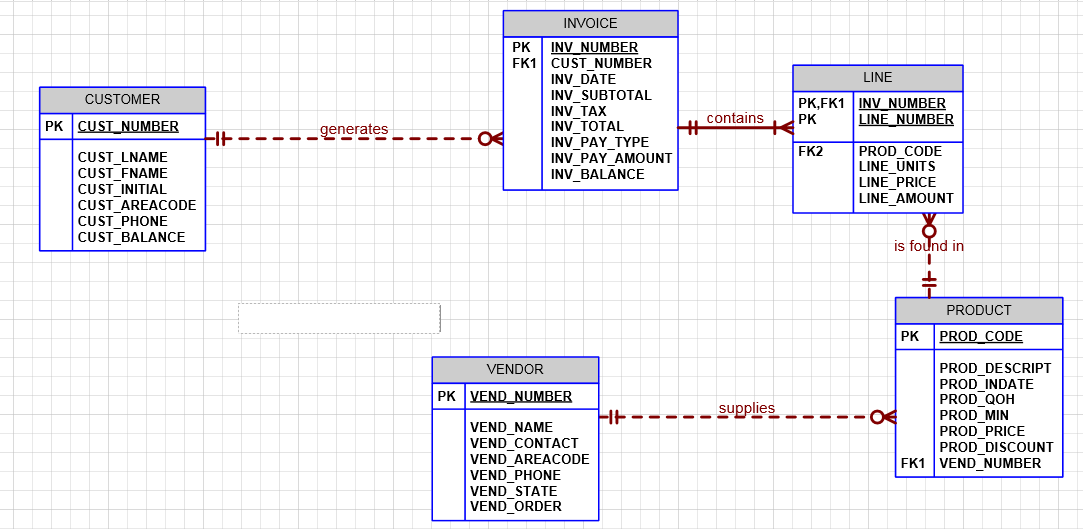 INVOICE
PK INV_NUMBER
FK1 CUST_NUMBER
INV_DATE
INV_SUBTOTAL
INV_TAX
INV_TOTAL
INV_PAY_TYPE
INV_PAY_AMOUNT
INV_BALANCE
CUSTOMER
PK CUST_NUMBER
CUST_LNAME
CUST_FNAME
CUST_INITIAL
CUST_AREACODE
CUST_PHONE
CUST_BALANCE
generates
contains
LINE
PK,FK1 INV_NUMBER
PK LINE_NUMBER
FK2 PROD_CODE
LINE_UNITS
LINE_PRICE
LINE_AMOUNT
is found in
PRODUCT
PK PROD_CODE
PROD_DESCRIPT
PROD_INDATE
PROD_QOH
PROD_MIN
PROD_PRICE
PROD_DISCOUNT
FK1 VEND_NUMBER
VENDOR
PK VEND_NUMBER
VEND_NAME
VEND_CONTACT
VEND_AREACODE
VEND_PHONE
VEND_STATE
VEND_ORDER
supplies